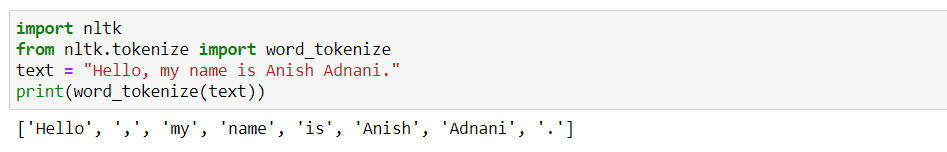 import nltk
from nltk.tokenize import word_tokenize
text = "Hello, my name is Anish Adnani."
print(word_tokenize(text))
['Hello', ',', 'my', 'name', 'is', 'Anish', 'Adnani', '.']